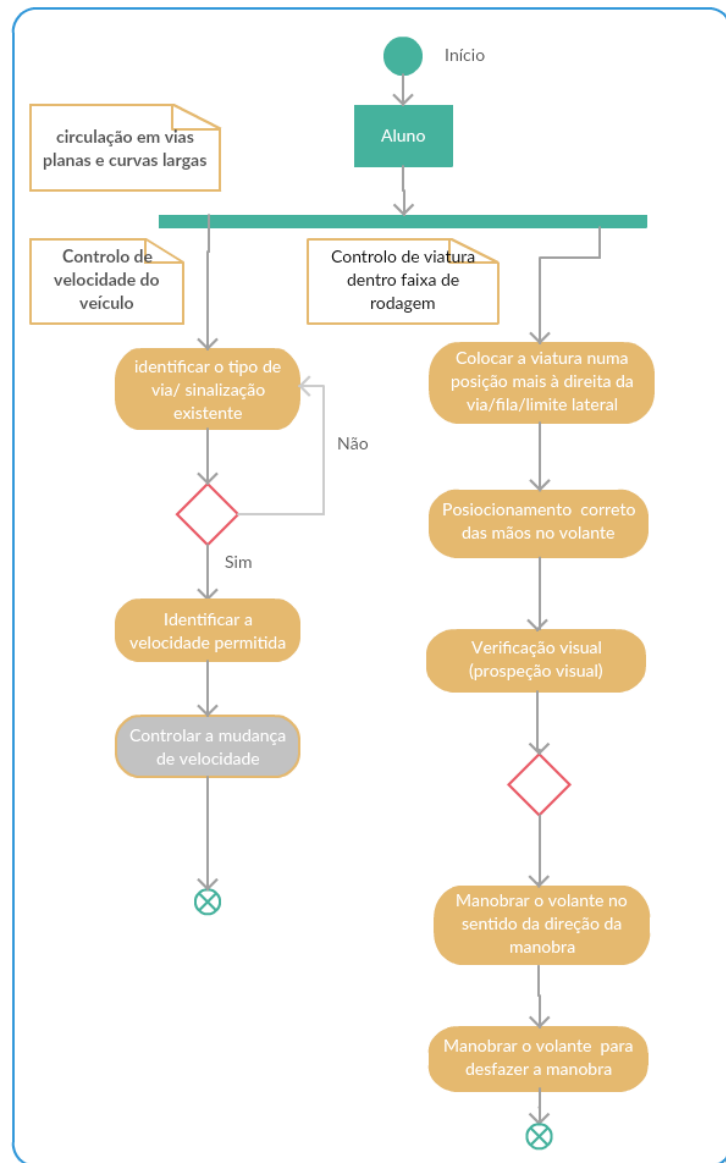 Início
Aluno
circulação em vias
planas e curvas largas
Controlo de
velocidade do
veículo
Controlo de viatura
dentro faixa de
rodagem
identificar o tipo de
via/ sinalização
existente
Não
Sim
Identificar a
velocidade permitida
Controlar a mudança
de velocidade
Colocar a viatura numa
posição mais à direita da
via/fila/limite lateral
Posiocionamento correto
das mãos no volante
Verificação visual
(prospeção visual)
Manobrar o volante no
sentido da direção da
manobra
Manobrar o volante para
desfazer a manobra